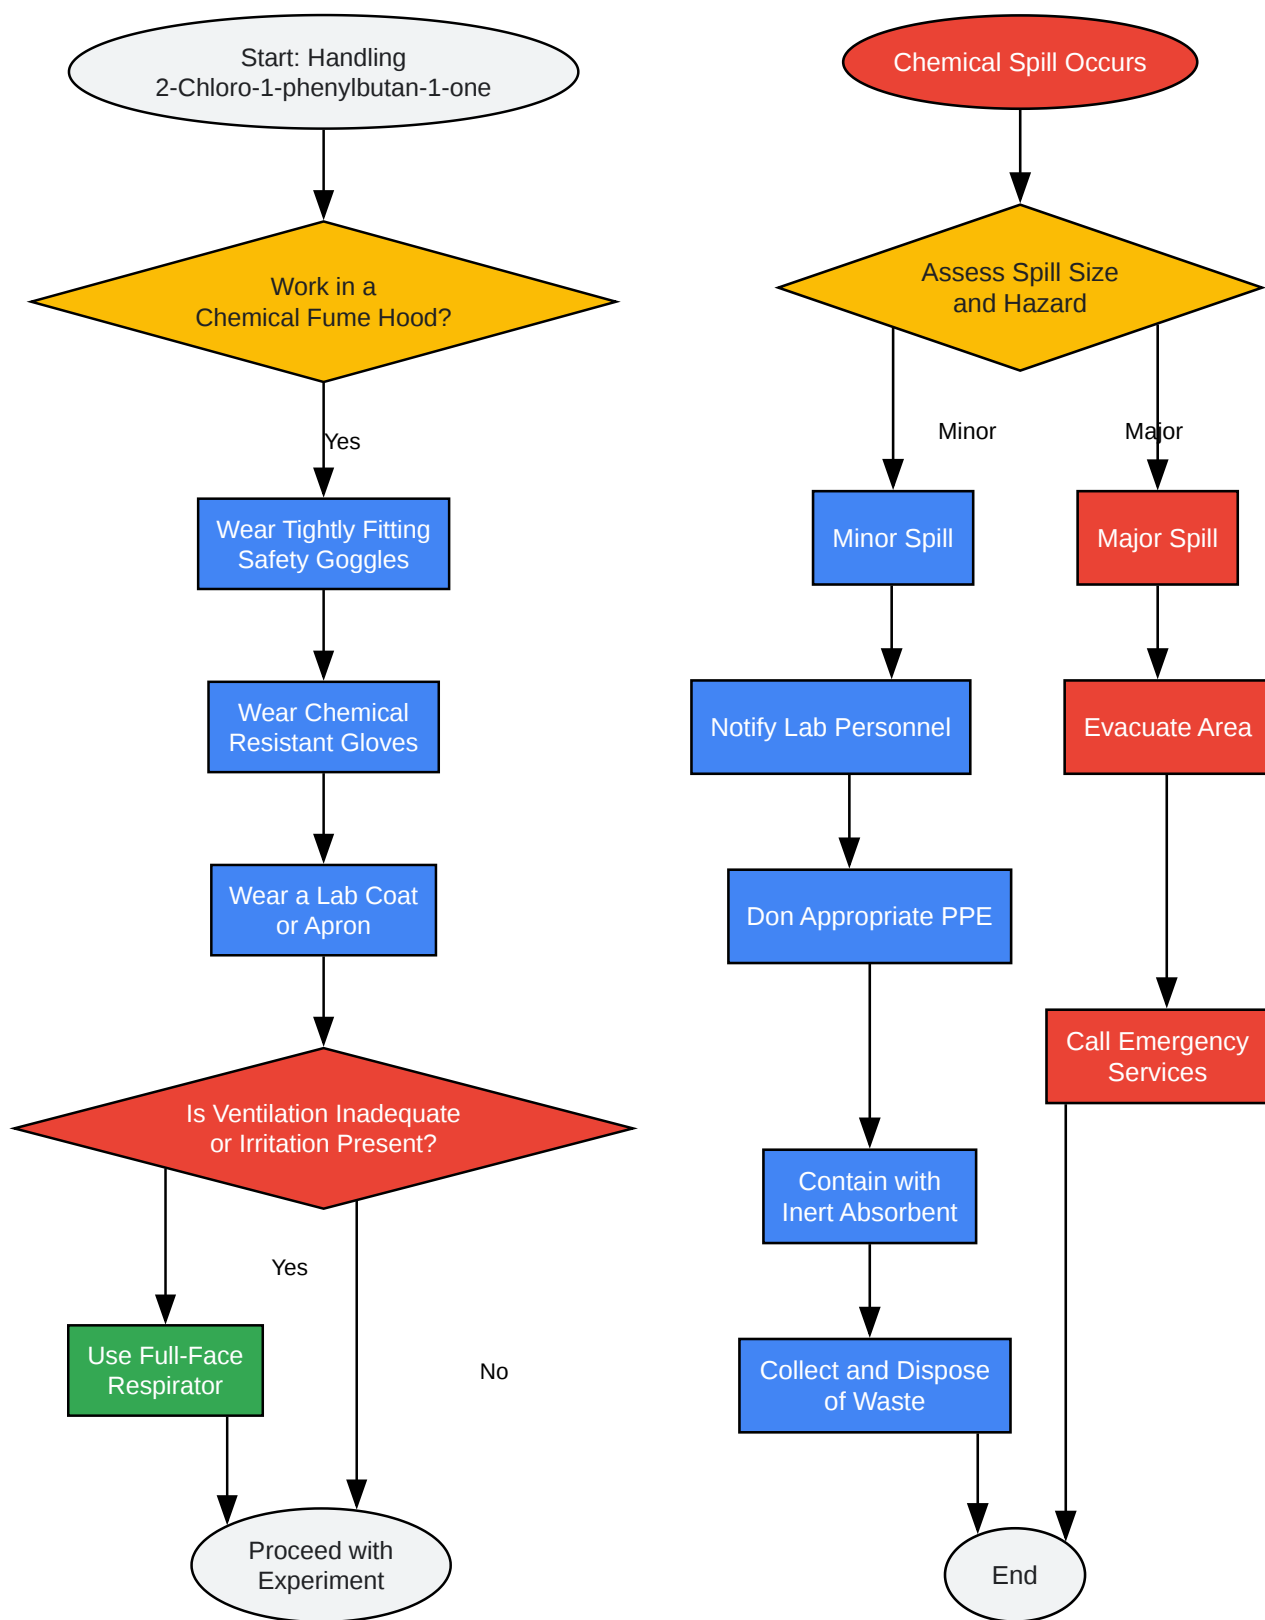 Start: Handling
2-Chloro-1-phenylbutan-1-one
Work in a
Chemical Fume Hood?
Yes
Wear Tightly Fitting
Safety Goggles
Wear Chemical
Resistant Gloves
Wear a Lab Coat
or Apron
Is Ventilation Inadequate
or Irritation Present?
Yes
No
Use Full-Face
Respirator
Proceed with
Experiment
Chemical Spill Occurs
Assess Spill Size
and Hazard
Minor
Major
Minor Spill
Major Spill
Notify Lab Personnel
Evacuate Area
Don Appropriate PPE
Call Emergency
Services
Contain with
Inert Absorbent
Collect and Dispose
of Waste
End